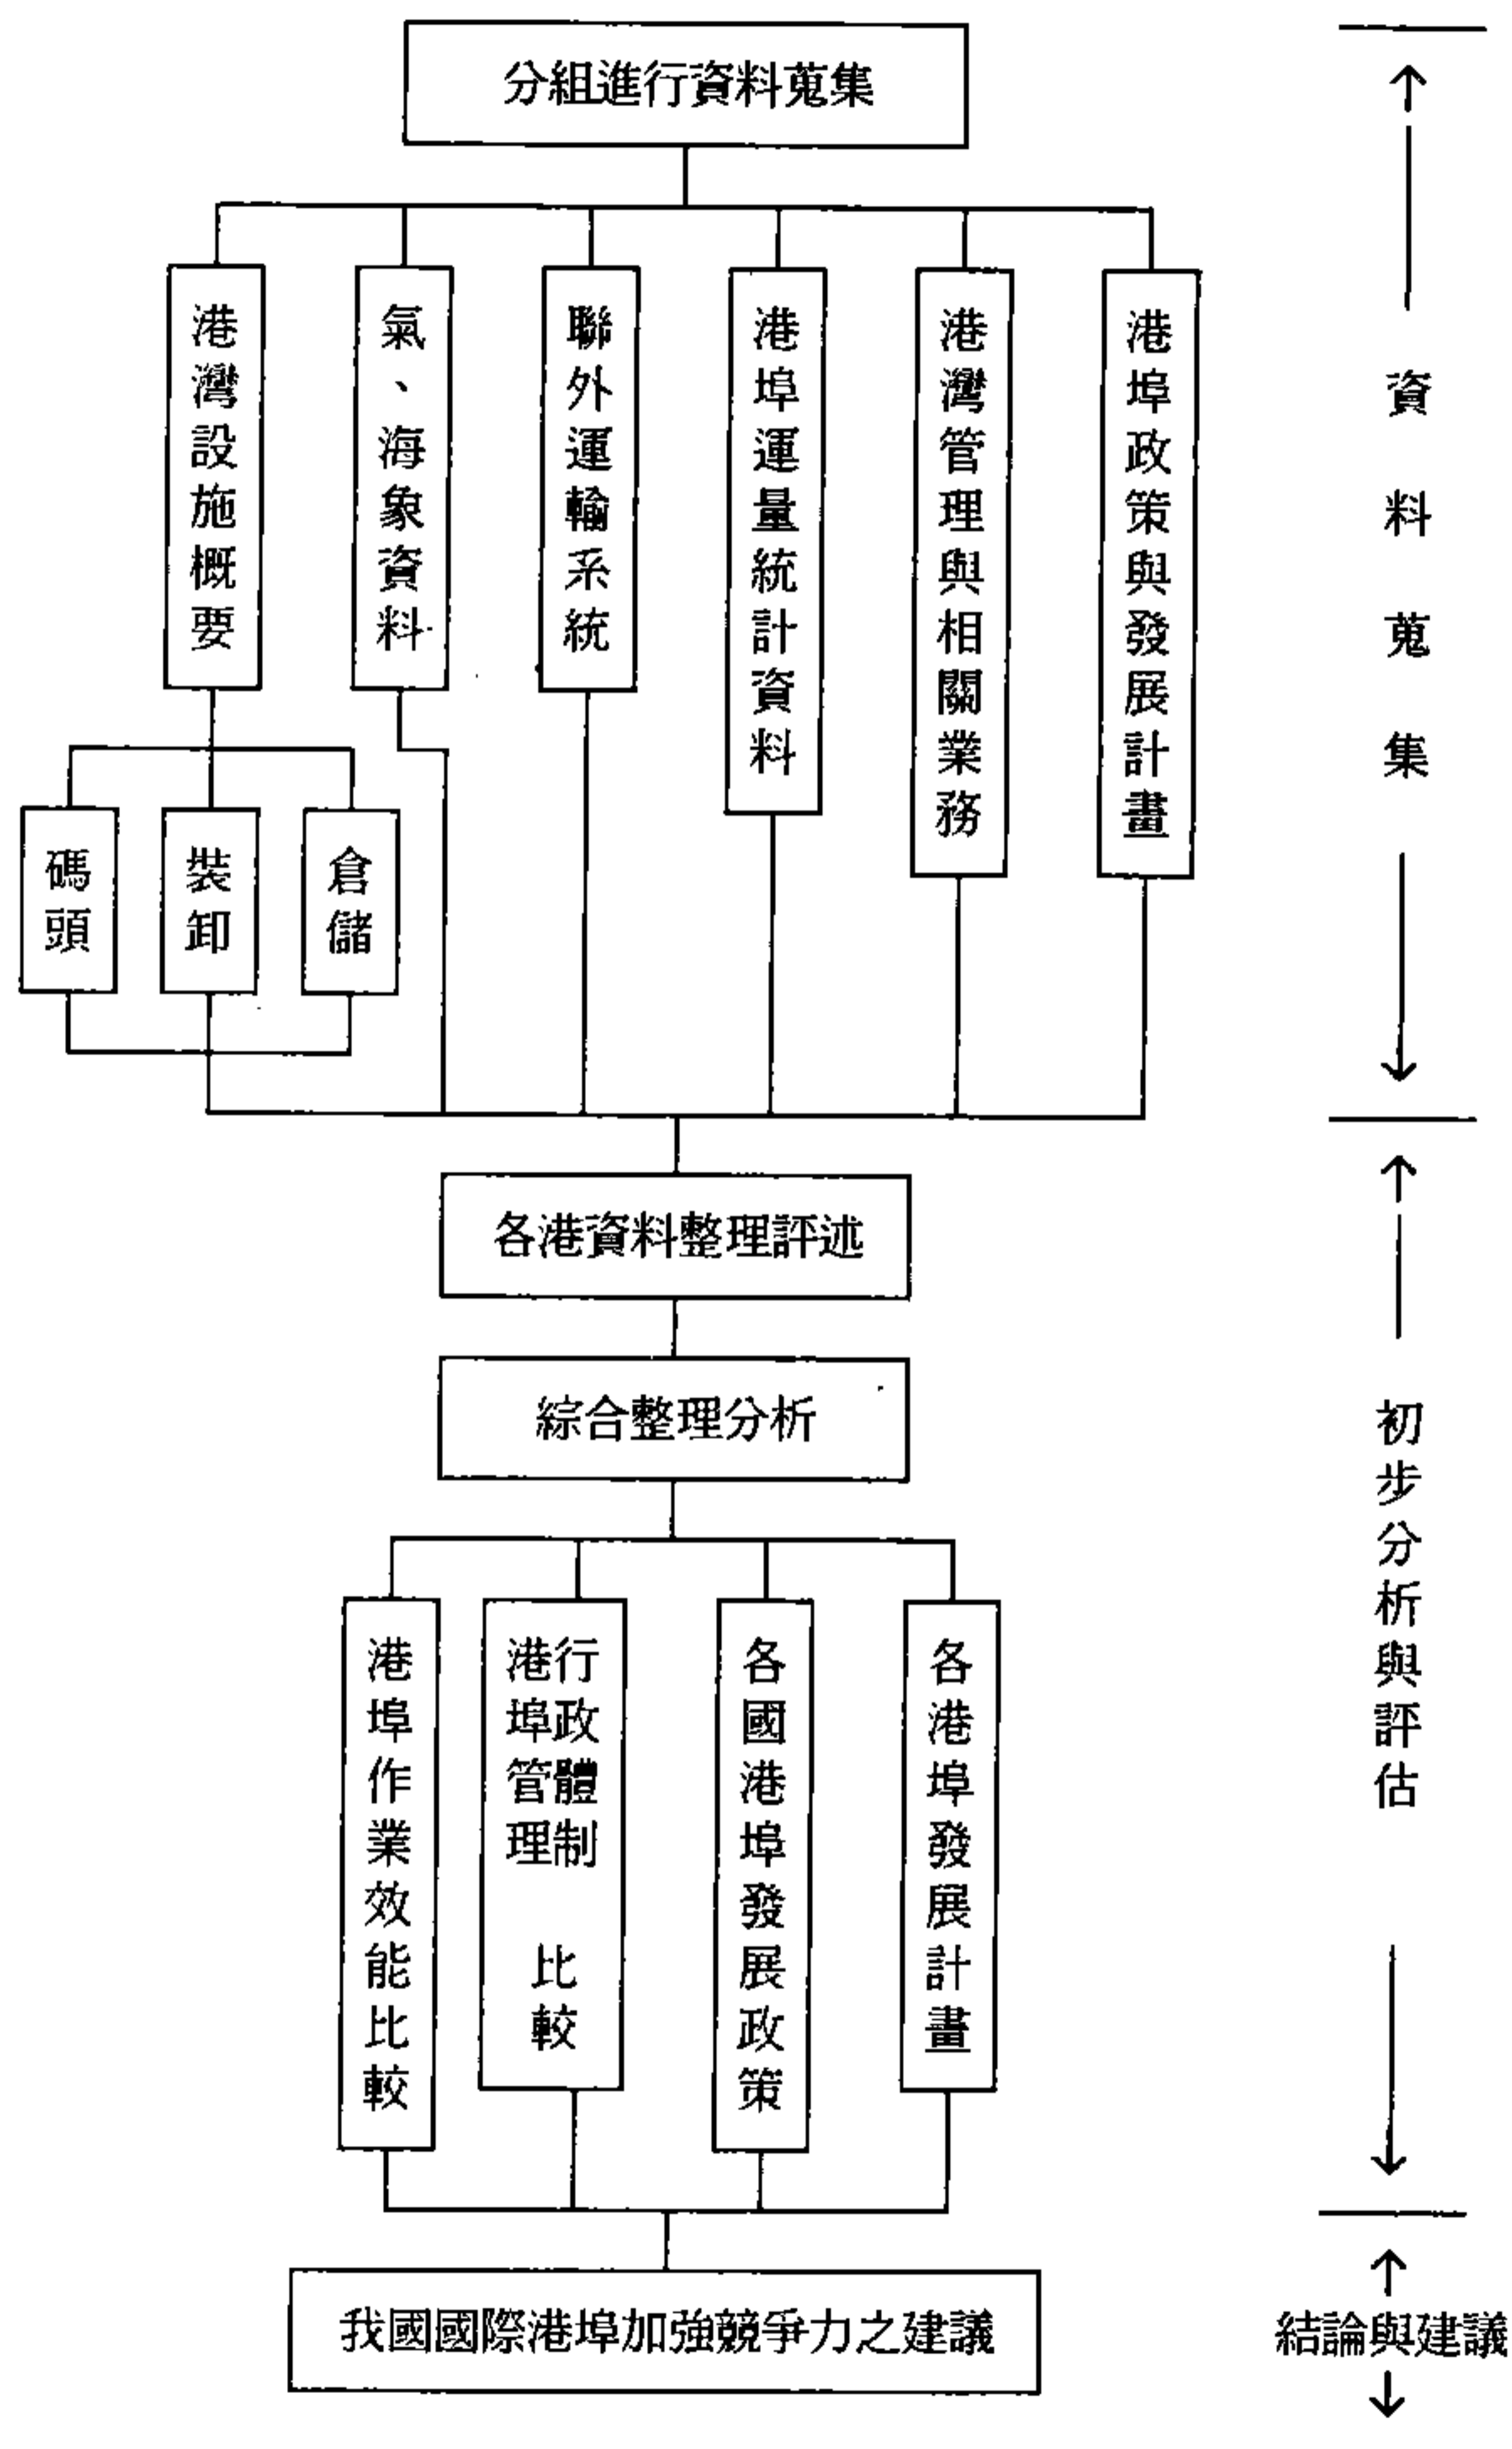 分組進行資料蒐集
港灣設施概要
氣、海象資料
聯外運輸系統
港埠運量統計資料
港灣管理與相關業務
港埠政策與發展計畫
資料蒐集
碼頭
裝卸
倉儲
各港資料整理評述
綜合整理分析
初步分析與評估
港埠作業效能比較
行政體制
港埠管理
比較
各國港埠發展政策
各港埠發展計畫
我國國際港埠加強競爭力之建議
結論與建議